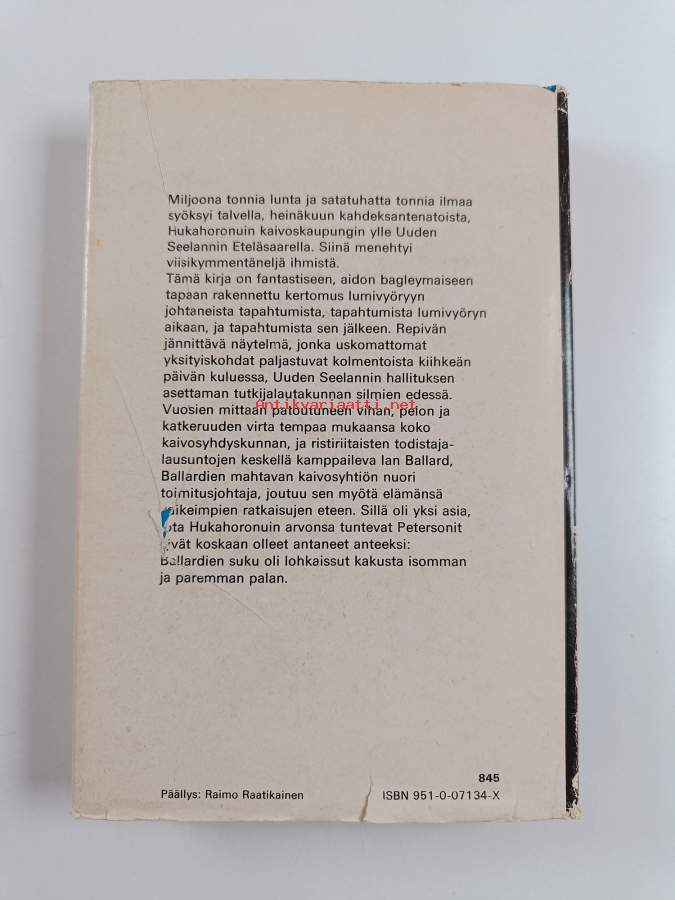 Miljoona tonnia lunta ja satatuhatta tonnia ilmaa
syöksyi talvella, heinäkuun kahdeksantenatoista,
Hukahoronuin kaivoskaupungin ylle Uuden
Seelannin Eteläsaarella. Siinä menehtyi
viisikymmentäneljä ihmistä.
Tämä kirja on fantastiseen, aidon bagleymaiseen
tapaan rakennettu kertomus lumivyöryyn
johtaneista tapahtumista, tapahtumista lumivyöryn
aikaan, ja tapahtumista sen jälkeen. Repivän
jännittävä näytelmä, jonka uskomattomat
yksityiskohdat paljastuvat kolmentoista kiihkeän
päivän kuluessa, Uuden Seelannin hallituksen
asettaman tutkijalautakunnan silmien edessä.
Antikvariaatti.net
Vuosien mittaan patoutuneen vihan, pelon ja
katkeruuden virta tempaa mukaansa koko
kaivosyhdyskunnan, ja ristiriitaisten todistaja-
lausuntojen keskellä kamppaileva Ian Ballard,
Ballardien mahtavan kaivosyhtiön nuori
toimitusjohtaja, joutuu sen myötä elämänsä
aikeimpien ratkaisujen eteen. Sillä oli yksi asia,
ota Hukahoronuin arvonsa tuntevat Petersonit
ivät koskaan olleet antaneet anteeksi:
Ballardien suku oli lohkaissut kakusta isomman
ja paremman palan.
845
Päällys: Raimo Raatikainen ISBN 951-0-07134-X